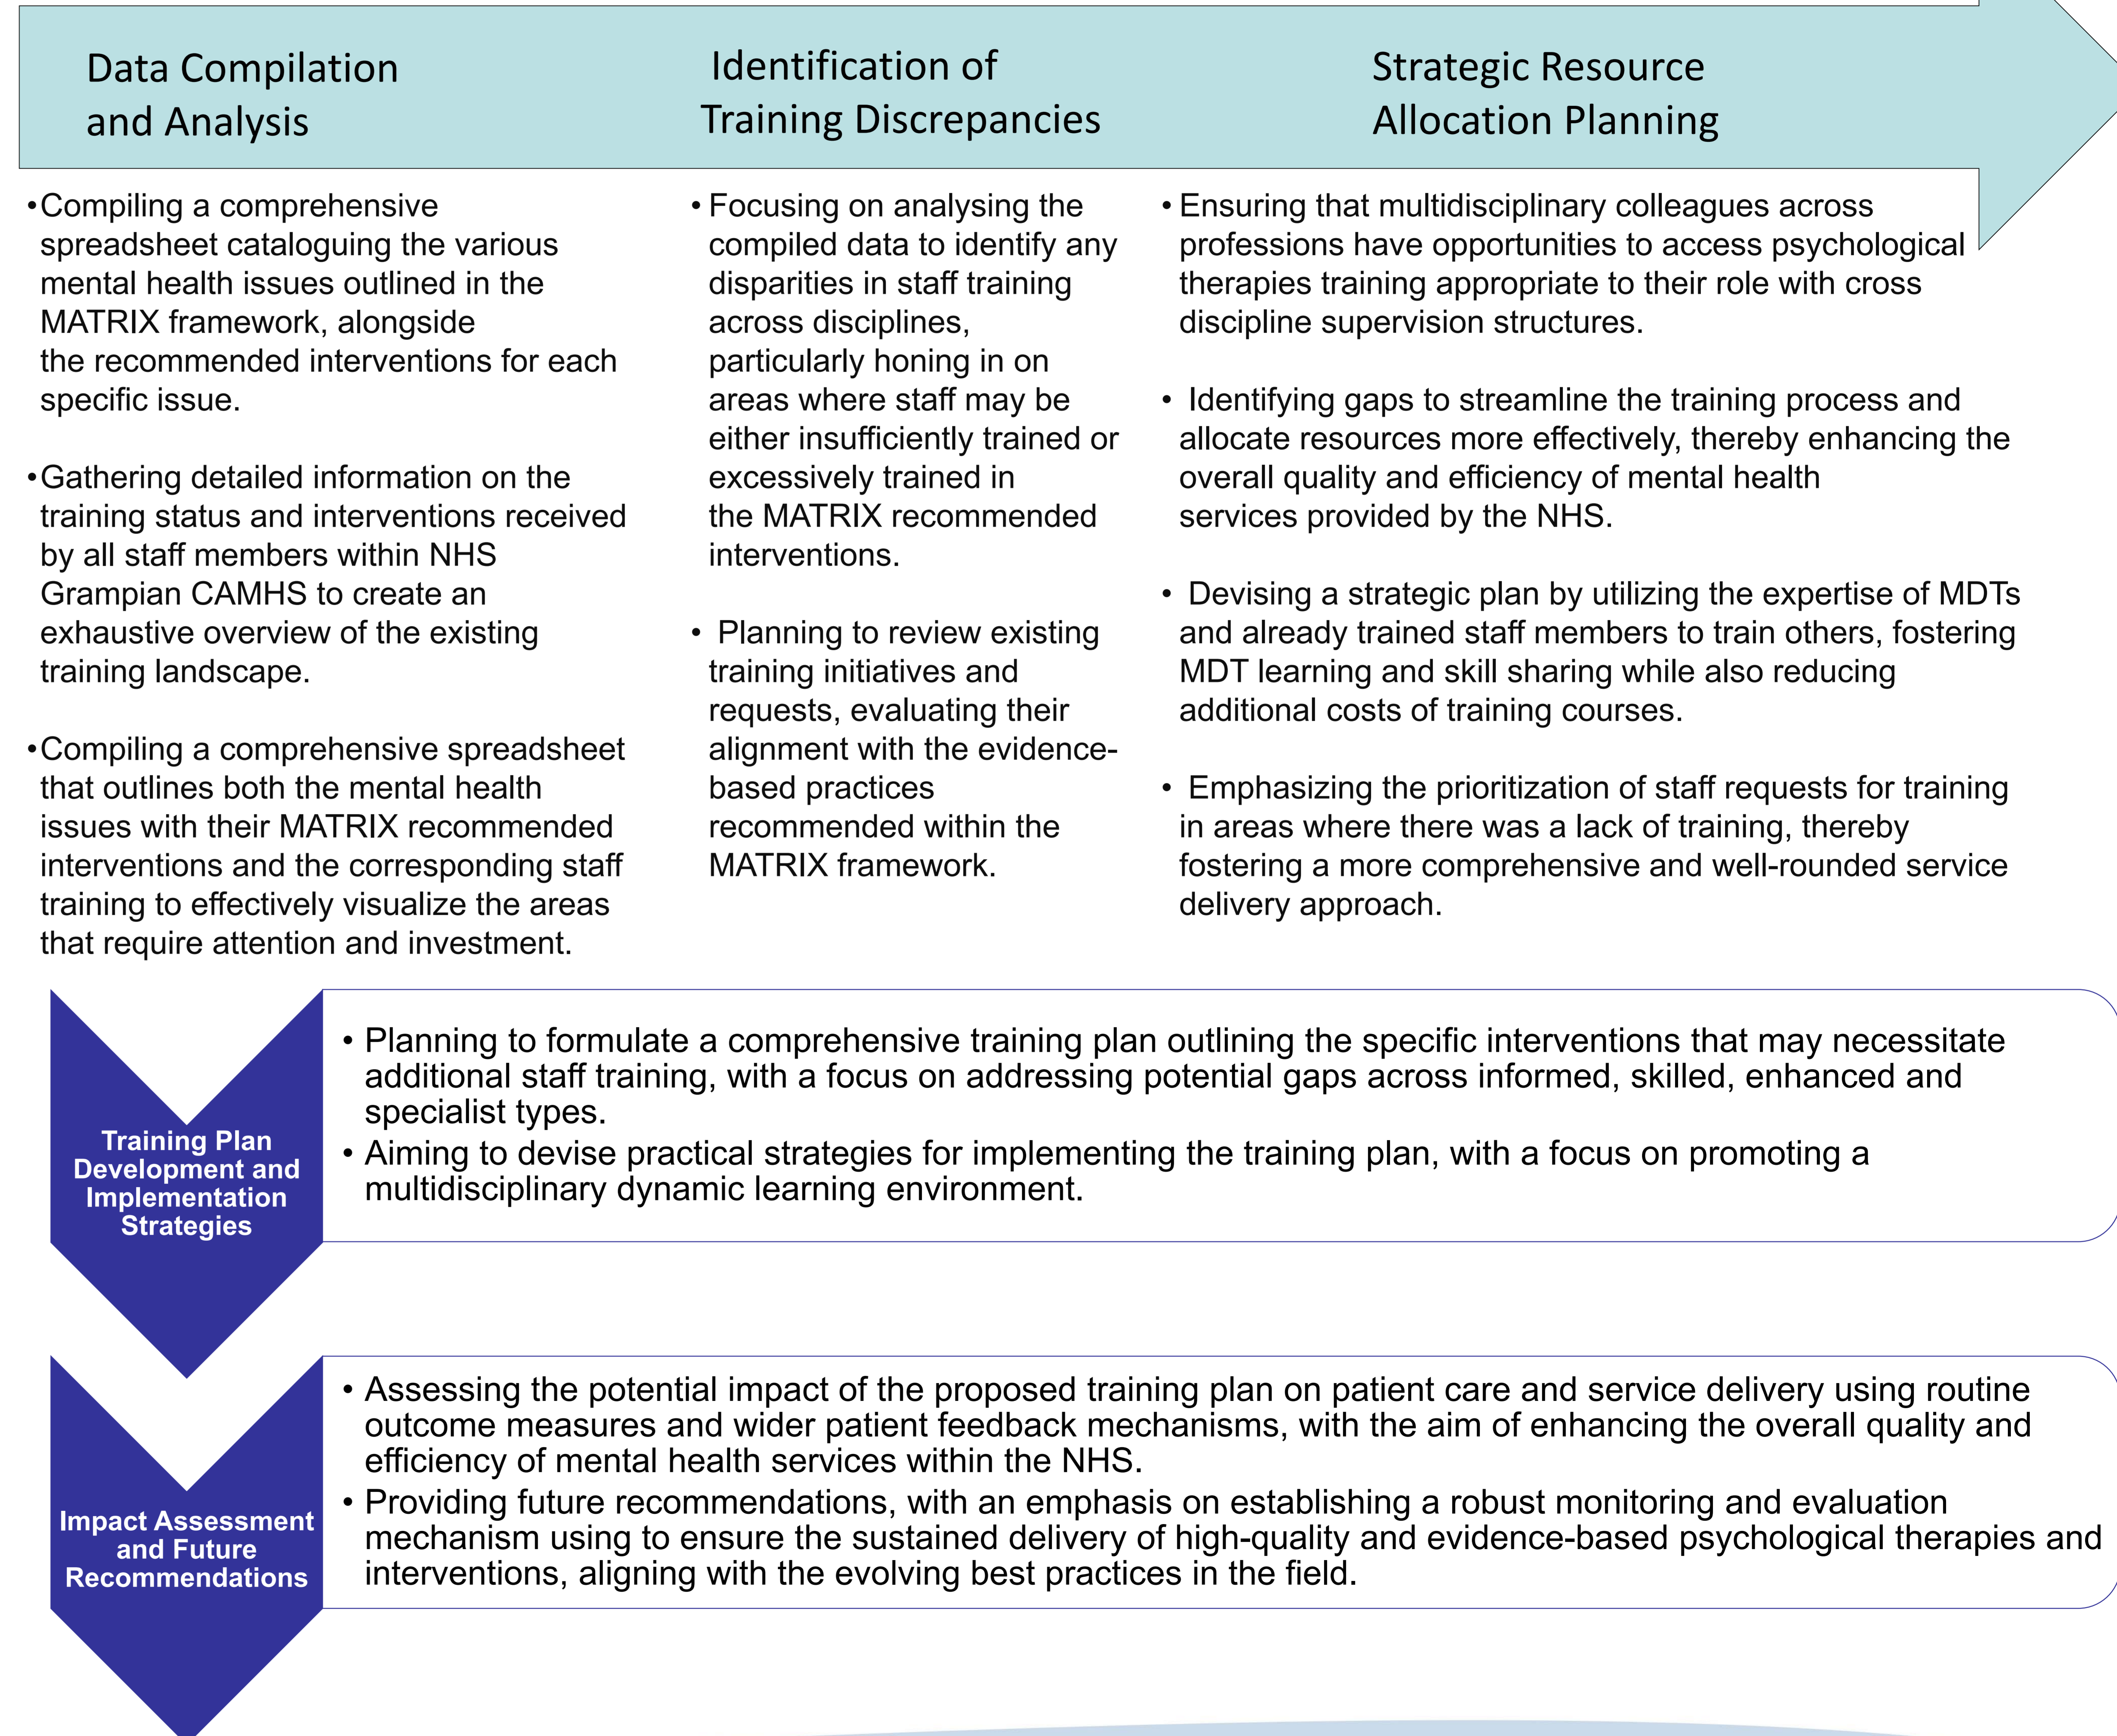 Data Compilation
and Analysis
Identification of
Training Discrepancies
Strategic Resource
Allocation Planning
•Compiling a comprehensive
spreadsheet cataloguing the various
mental health issues outlined in the
MATRIX framework, alongside
the recommended interventions for each
specific issue.
•Gathering detailed information on the
training status and interventions received
by all staff members within NHS
Grampian CAMHS to create an
exhaustive overview of the existing
training landscape.
•Compiling a comprehensive spreadsheet
that outlines both the mental health
issues with their MATRIX recommended
interventions and the corresponding staff
training to effectively visualize the areas
that require attention and investment.
• Focusing on analysing the
compiled data to identify any
disparities in staff training
across disciplines,
particularly honing in on
areas where staff may be
either insufficiently trained or
excessively trained in
the MATRIX recommended
interventions.
• Planning to review existing
training initiatives and
requests, evaluating their
alignment with the evidence-
based practices
recommended within the
MATRIX framework.
• Ensuring that multidisciplinary colleagues across
professions have opportunities to access psychological
therapies training appropriate to their role with cross
discipline supervision structures.
• Identifying gaps to streamline the training process and
allocate resources more effectively, thereby enhancing the
overall quality and efficiency of mental health
services provided by the NHS.
• Devising a strategic plan by utilizing the expertise of MDTs
and already trained staff members to train others, fostering
MDT learning and skill sharing while also reducing
additional costs of training courses.
• Emphasizing the prioritization of staff requests for training
in areas where there was a lack of training, thereby
fostering a more comprehensive and well-rounded service
delivery approach.
Training Plan
Development and
Implementation
Strategies
• Planning to formulate a comprehensive training plan outlining the specific interventions that may necessitate
additional staff training, with a focus on addressing potential gaps across informed, skilled, enhanced and
specialist types.
• Aiming to devise practical strategies for implementing the training plan, with a focus on promoting a
multidisciplinary dynamic learning environment.
Impact Assessment
and Future
Recommendations
• Assessing the potential impact of the proposed training plan on patient care and service delivery using routine
outcome measures and wider patient feedback mechanisms, with the aim of enhancing the overall quality and
efficiency of mental health services within the NHS.
• Providing future recommendations, with an emphasis on establishing a robust monitoring and evaluation
mechanism using to ensure the sustained delivery of high-quality and evidence-based psychological therapies and
interventions, aligning with the evolving best practices in the field.